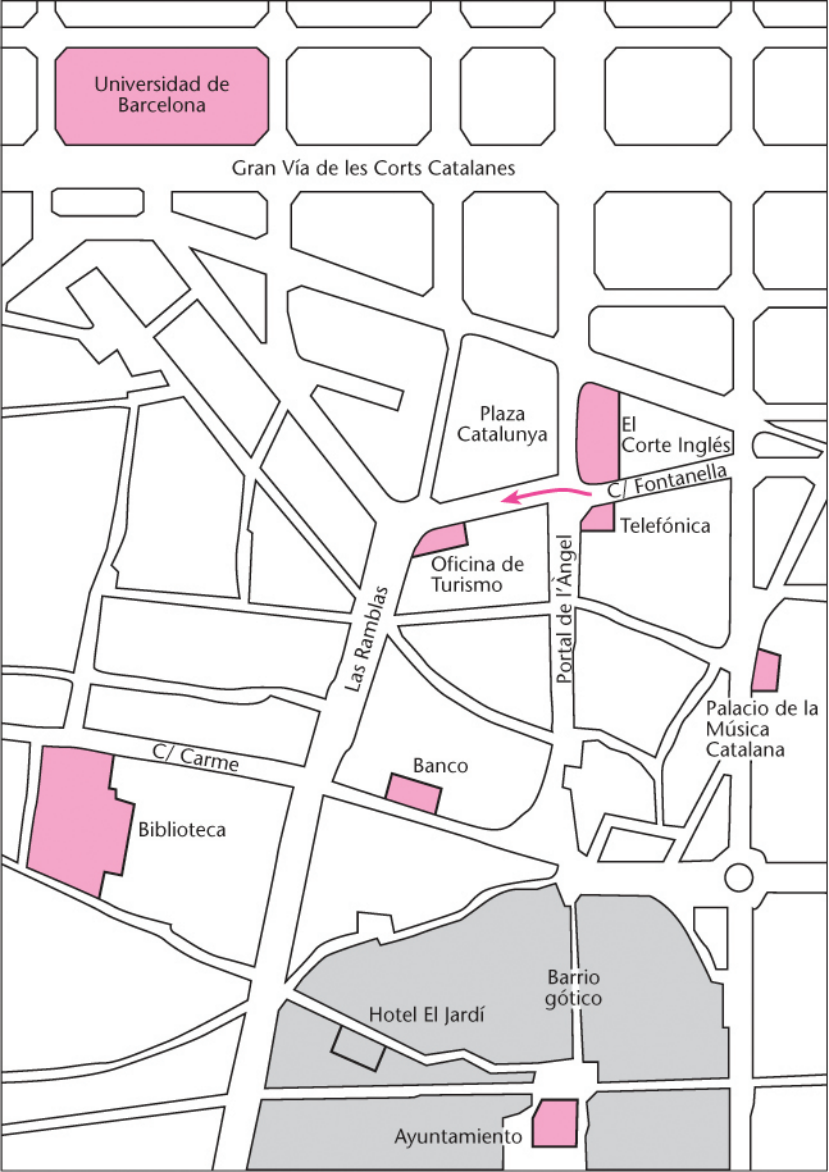 Universidad de
Barcelona
Gran Vía de les Corts Catalanes
Plaza
Catalunya
El
Corte Inglés
C/ Fontanella
Telefónica
Oficina de
Turismo
Portal de l'Àngel
Las Ramblas
Palacio de la
Música
Catalana
C/ Carme
Banco
Biblioteca
Barrio
gótico
Hotel El Jardí
Ayuntamiento